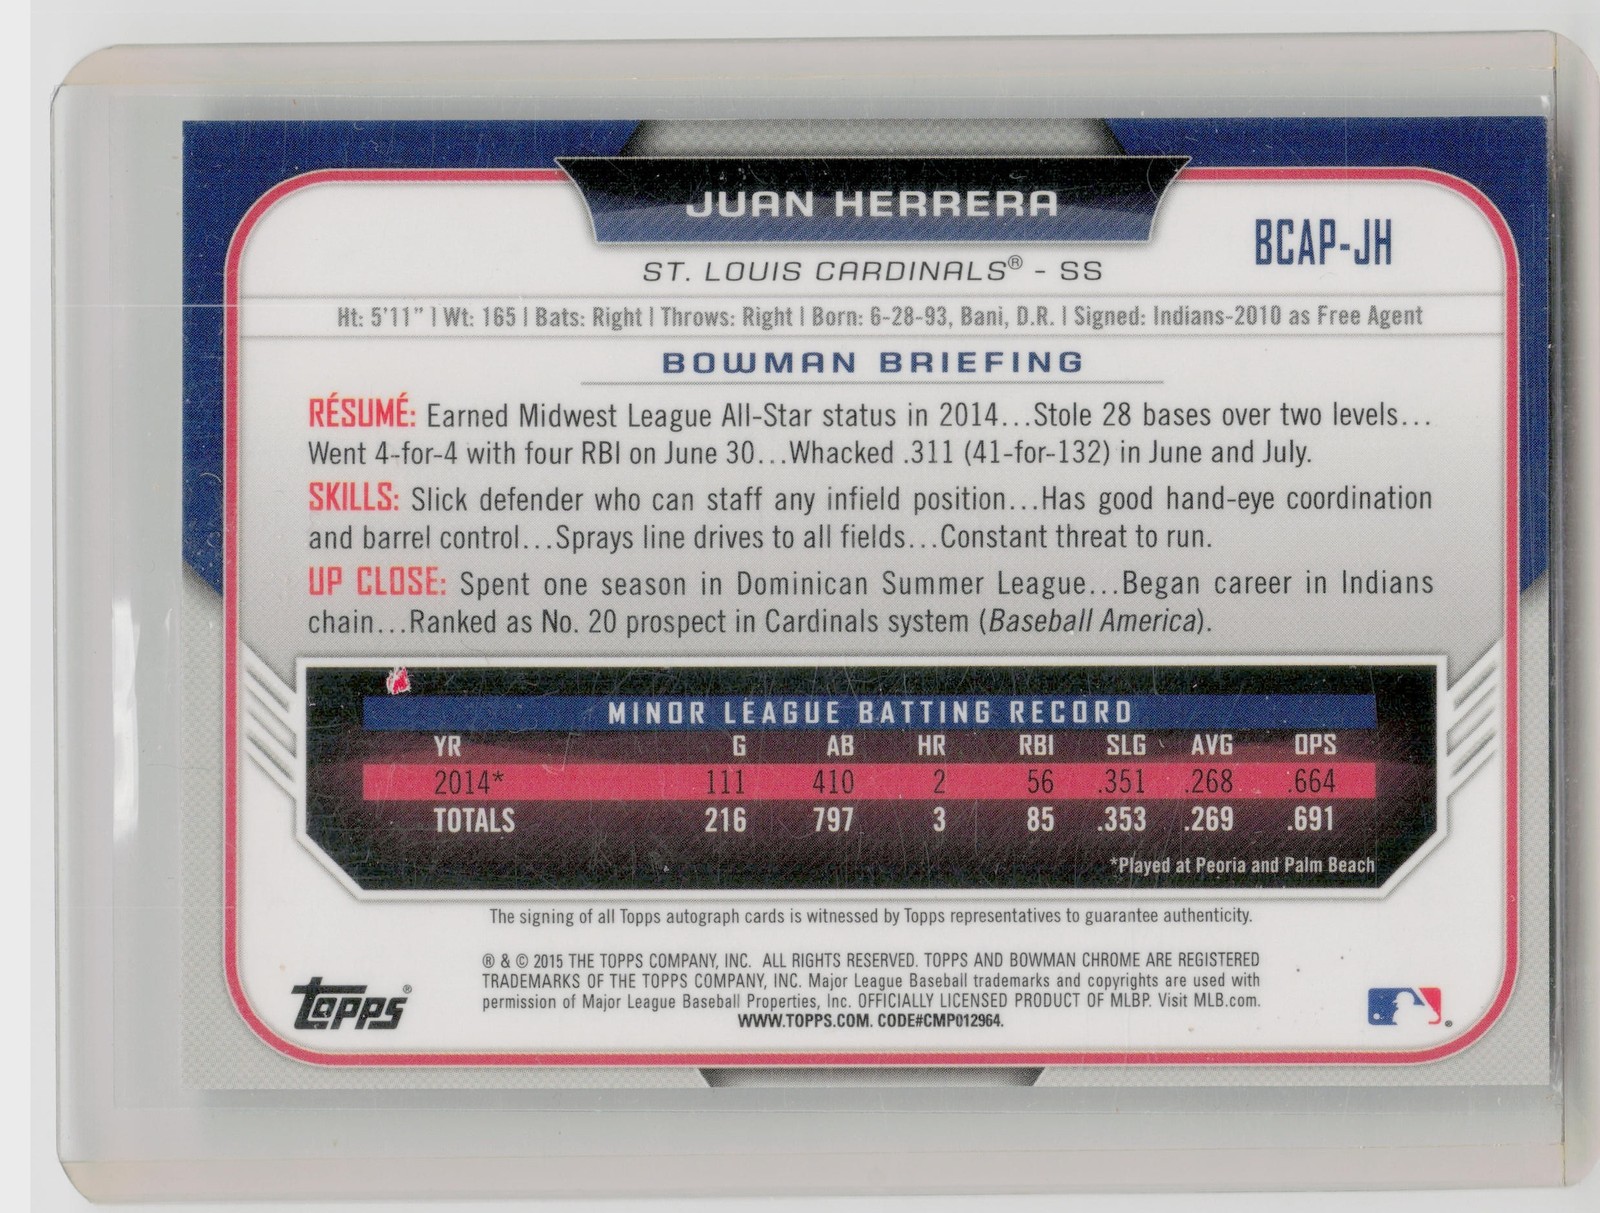 JUAN HERRERA
BCAP-JH
ST. LOUIS CARDINALS® - SS
Ht: 5'11" | Wt: 165 | Bats: Right | Throws: Right | Born: 6-28-93, Bani, D.R. | Signed: Indians-2010 as Free Agent
BOWMAN BRIEFING
RÉSUMÉ: Earned Midwest League All-Star status in 2014...Stole 28 bases over two levels...
Went 4-for-4 with four RBI on June 30...Whacked .311 (41-for-132) in June and July.
SKILLS: Slick defender who can staff any infield position...Has good hand-eye coordination
and barrel control...Sprays line drives to all fields...Constant threat to run.
UP CLOSE: Spent one season in Dominican Summer League...Began career in Indians
chain...Ranked as No. 20 prospect in Cardinals system (Baseball America).
MINOR LEAGUE BATTING RECORD
YR G AB HR RBI SLG AVG OPS
2014* 111 410 2 56 .351 .268 .664
TOTALS 216 797 3 85 .353 .269 .691
*Played at Peoria and Palm Beach
The signing of all Topps autograph cards is witnessed by Topps representatives to guarantee authenticity.
® & © 2015 THE TOPPS COMPANY, INC. ALL RIGHTS RESERVED. TOPPS AND BOWMAN CHROME ARE REGISTERED
TRADEMARKS OF THE TOPPS COMPANY, INC. Major League Baseball trademarks and copyrights are used with
permission of Major League Baseball Properties, Inc. OFFICIALLY LICENSED PRODUCT OF MLBP. Visit MLB.com.
WWW.TOPPS.COM. CODE#CMP012964.
Topps®